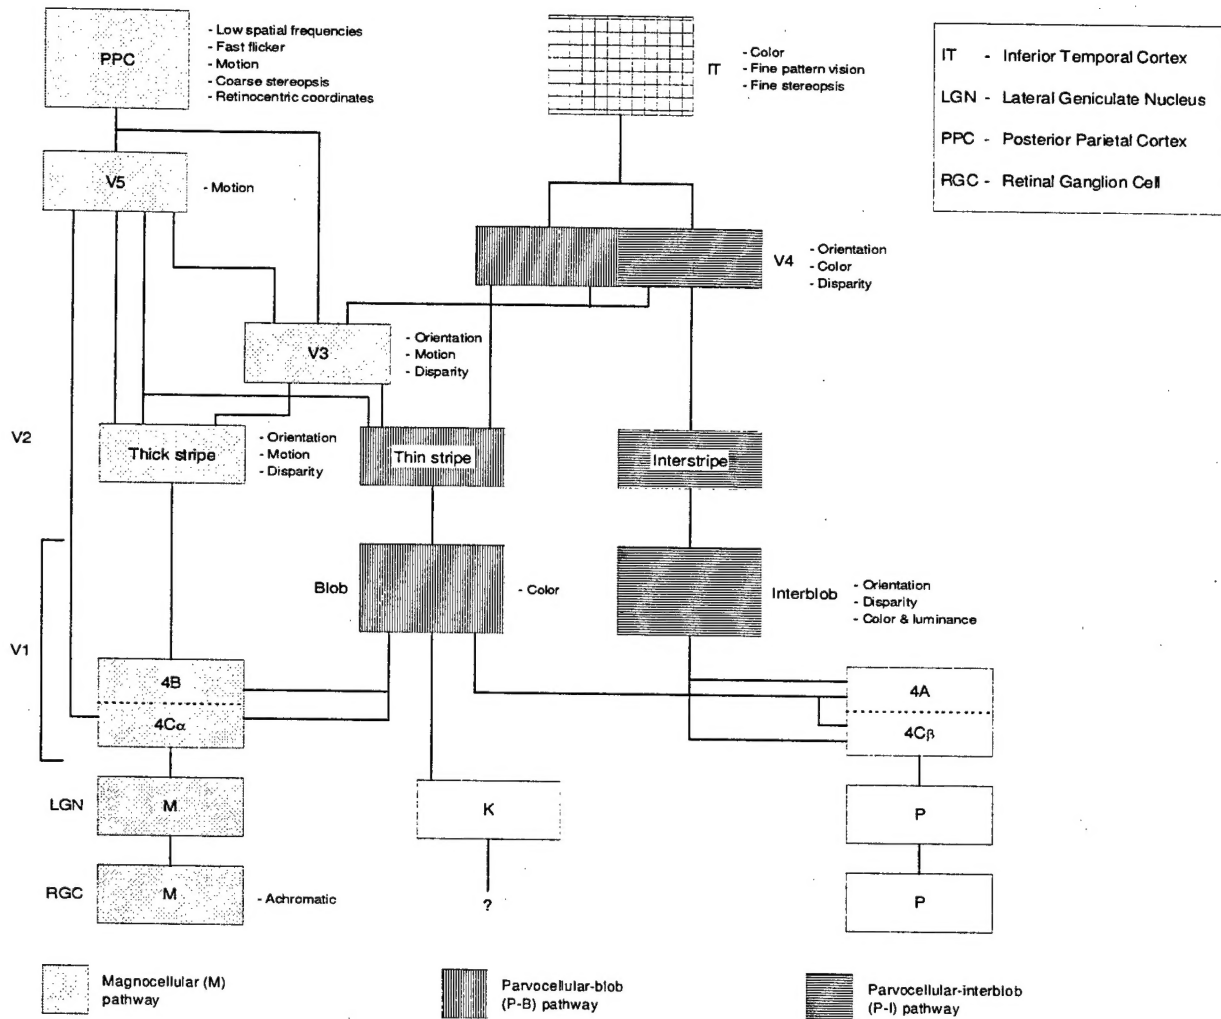 PPC
- Low spatial frequencies
- Fast flicker
- Motion
- Coarse stereopsis
- Retinocentric coordinates
IT
- Color
- Fine pattern vision
- Fine stereopsis
IT - Inferior Temporal Cortex
LGN - Lateral Geniculate Nucleus
PPC - Posterior Parietal Cortex
RGC - Retinal Ganglion Cell
V5
- Motion
V4
- Orientation
- Color
- Disparity
V3
- Orientation
- Motion
- Disparity
V2
Thick stripe
- Orientation
- Motion
- Disparity
Thin stripe
Interstripe
V1
Blob
- Color
Interblob
- Orientation
- Disparity
- Color & luminance
4B
4Cα
4A
4Cβ
LGN
M
K
P
RGC
M
- Achromatic
?
P
Magnocellular (M)
pathway
Parvocellular-blob
(P-B) pathway
Parvocellular-interblob
(P-I) pathway